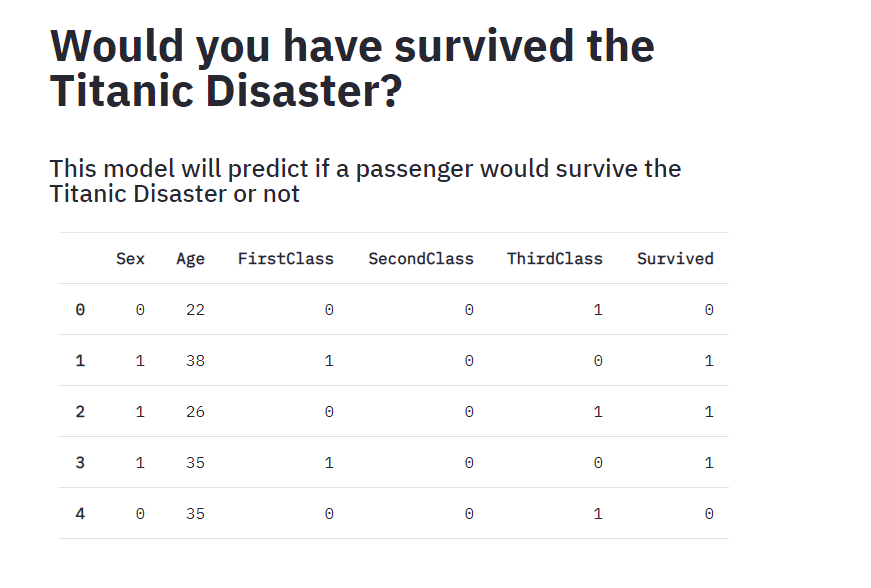 Would you have survived the
Titanic Disaster?
This model will predict if a passenger would survive the
Titanic Disaster or not
Sex Age FirstClass SecondClass ThirdClass Survived
0 0 22 0 0 1 0
1 1 38 1 0 0 1
2 1 26 0 0 1 1
3 1 35 1 0 0 1
4 0 35 0 0 1 0